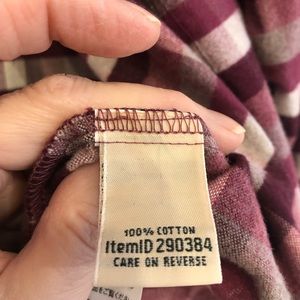 100% COTTON
ItemID 290384
CARE ON REVERSE